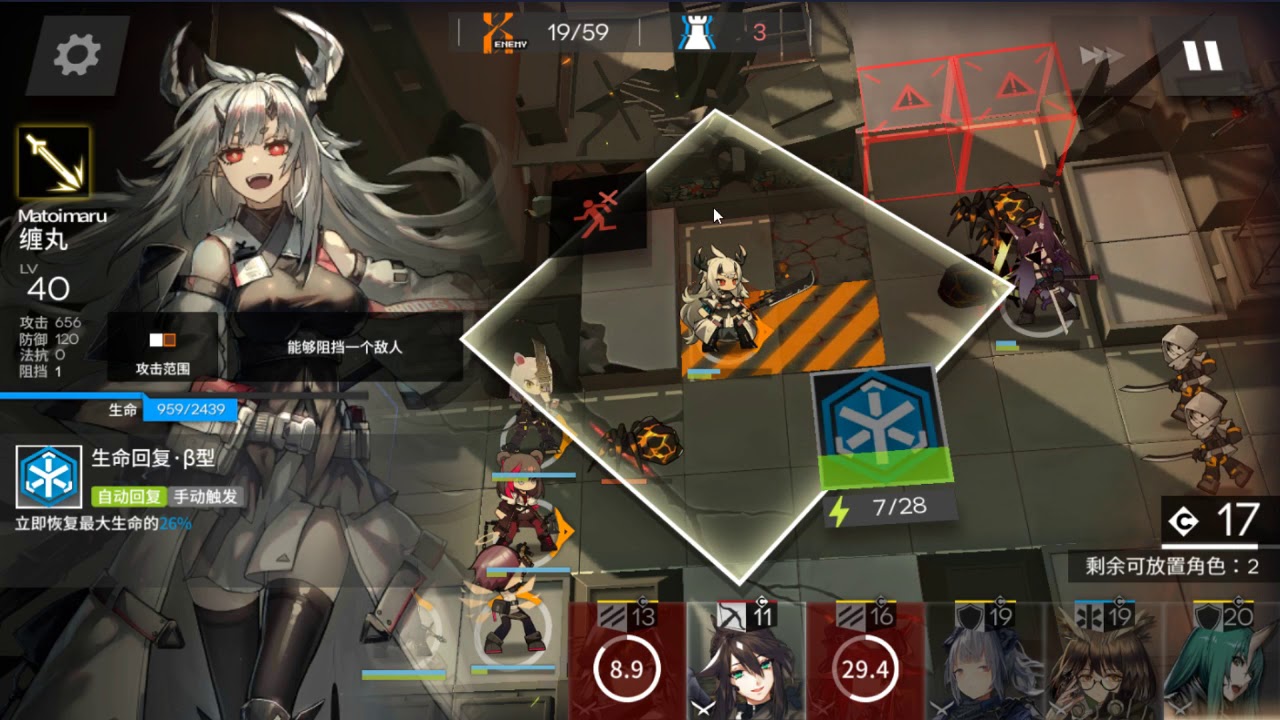 ENEMY 19/59 3
Matoimaru
缠丸
LV
40
攻击 656
防御 120
法抗 0
阻挡 1
攻击范围
能够阻挡一个敌人
生命 959/2439
生命回复·β型
自动回复 手动触发
立即恢复最大生命的26%
7/28
C 17
剩余可放置角色：2
13 11 16 19 19 20
8.9 29.4